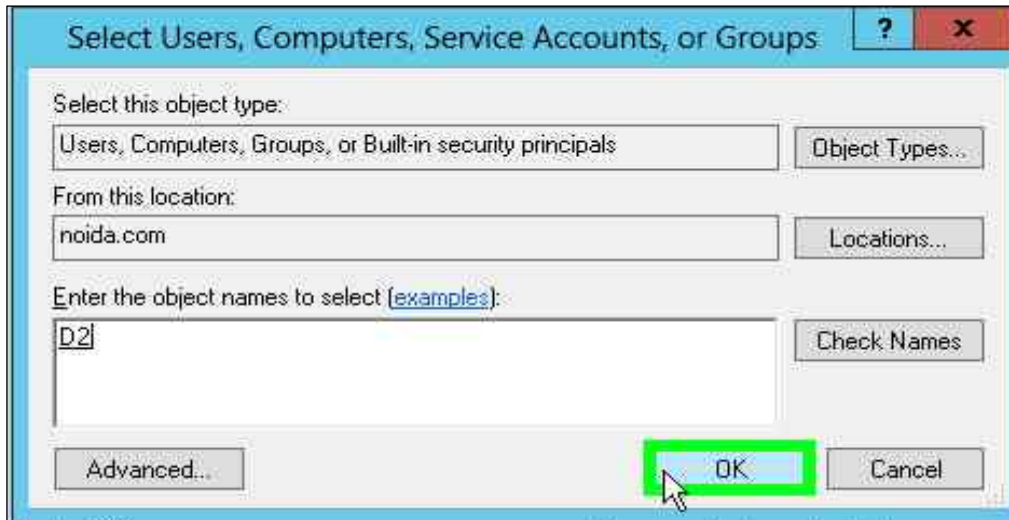 Select Users, Computers, Service Accounts, or Groups ? x
Select this object type:
Users, Computers, Groups, or Built-in security principals Object Types...
From this location:
noida.com Locations...
Enter the object names to select (examples):
D2 Check Names
Advanced... OK Cancel